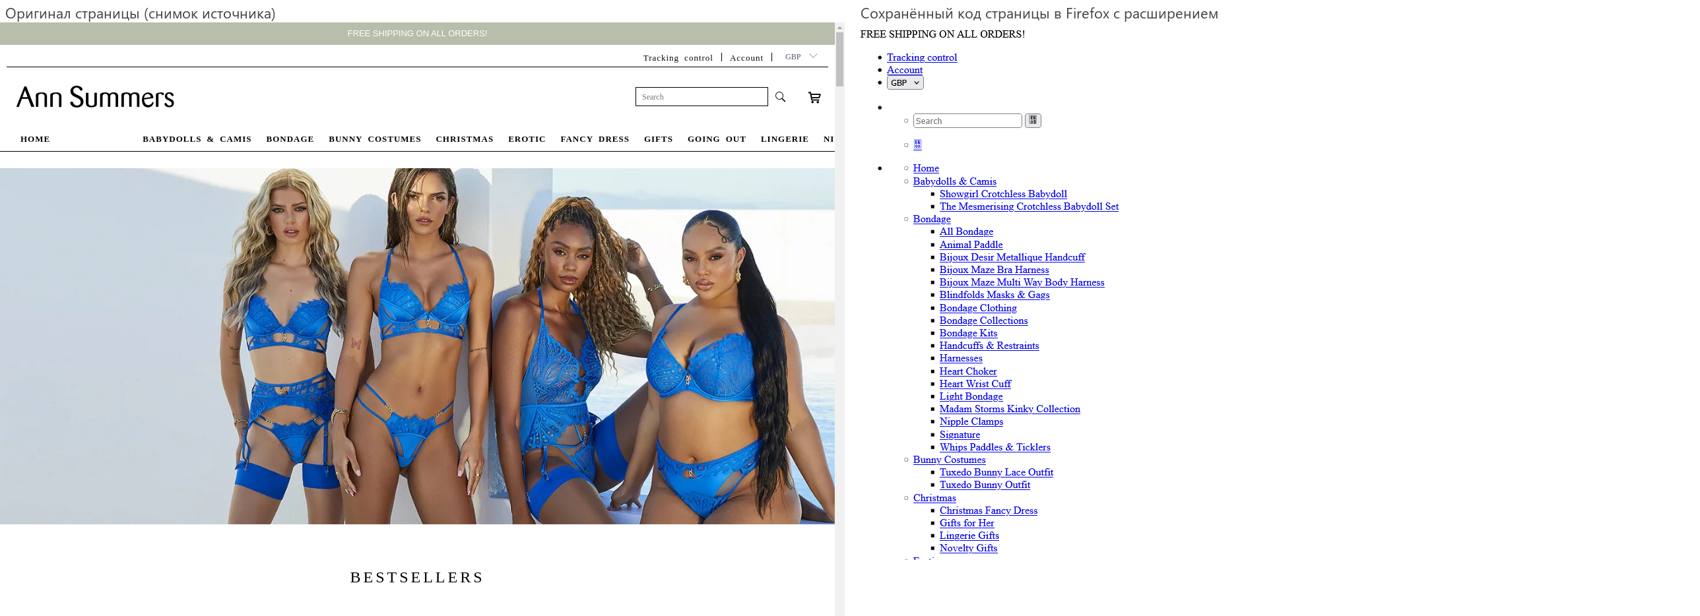 Оригинал страницы (снимок источника)
FREE SHIPPING ON ALL ORDERS!
Tracking control | Account | GBP
Ann Summers
Search
HOME BABYDOLLS & CAMIS BONDAGE BUNNY COSTUMES CHRISTMAS EROTIC FANCY DRESS GIFTS GOING OUT LINGERIE NI
BESTSELLERS
Сохранённый код страницы в Firefox с расширением
FREE SHIPPING ON ALL ORDERS!
Tracking control
Account
GBP
Search
Home
Babydolls & Camis
Showgirl Crotchless Babydoll
The Mesmerising Crotchless Babydoll Set
Bondage
All Bondage
Animal Paddle
Bijoux Desir Metallique Handcuff
Bijoux Maze Bra Harness
Bijoux Maze Multi Way Body Harness
Blindfolds Masks & Gags
Bondage Clothing
Bondage Collections
Bondage Kits
Handcuffs & Restraints
Harnesses
Heart Choker
Heart Wrist Cuff
Light Bondage
Madam Storms Kinky Collection
Nipple Clamps
Signature
Whips Paddles & Ticklers
Bunny Costumes
Tuxedo Bunny Lace Outfit
Tuxedo Bunny Outfit
Christmas
Christmas Fancy Dress
Gifts for Her
Lingerie Gifts
Novelty Gifts